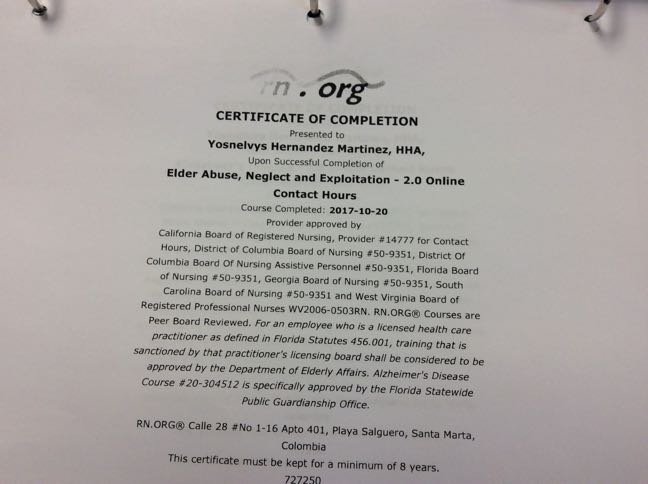 rn.org
CERTIFICATE OF COMPLETION
Presented to
Yosnelvys Hernandez Martinez, HHA,
Upon Successful Completion of
Elder Abuse, Neglect and Exploitation - 2.0 Online
Contact Hours
Course Completed: 2017-10-20
Provider approved by
California Board of Registered Nursing, Provider #14777 for Contact
Hours, District of Columbia Board of Nursing #50-9351, District Of
Columbia Board Of Nursing Assistive Personnel #50-9351, Florida Board
of Nursing #50-9351, Georgia Board of Nursing #50-9351, South
Carolina Board of Nursing #50-9351 and West Virginia Board of
Registered Professional Nurses WV2006-0503RN. RN.ORG® Courses are
Peer Board Reviewed. For an employee who is a licensed health care
practitioner as defined in Florida Statutes 456.001, training that is
sanctioned by that practitioner's licensing board shall be considered to be
approved by the Department of Elderly Affairs. Alzheimer's Disease
Course #20-304512 is specifically approved by the Florida Statewide
Public Guardianship Office.
RN.ORG® Calle 28 #No 1-16 Apto 401, Playa Salguero, Santa Marta,
Colombia
This certificate must be kept for a minimum of 8 years.
727250